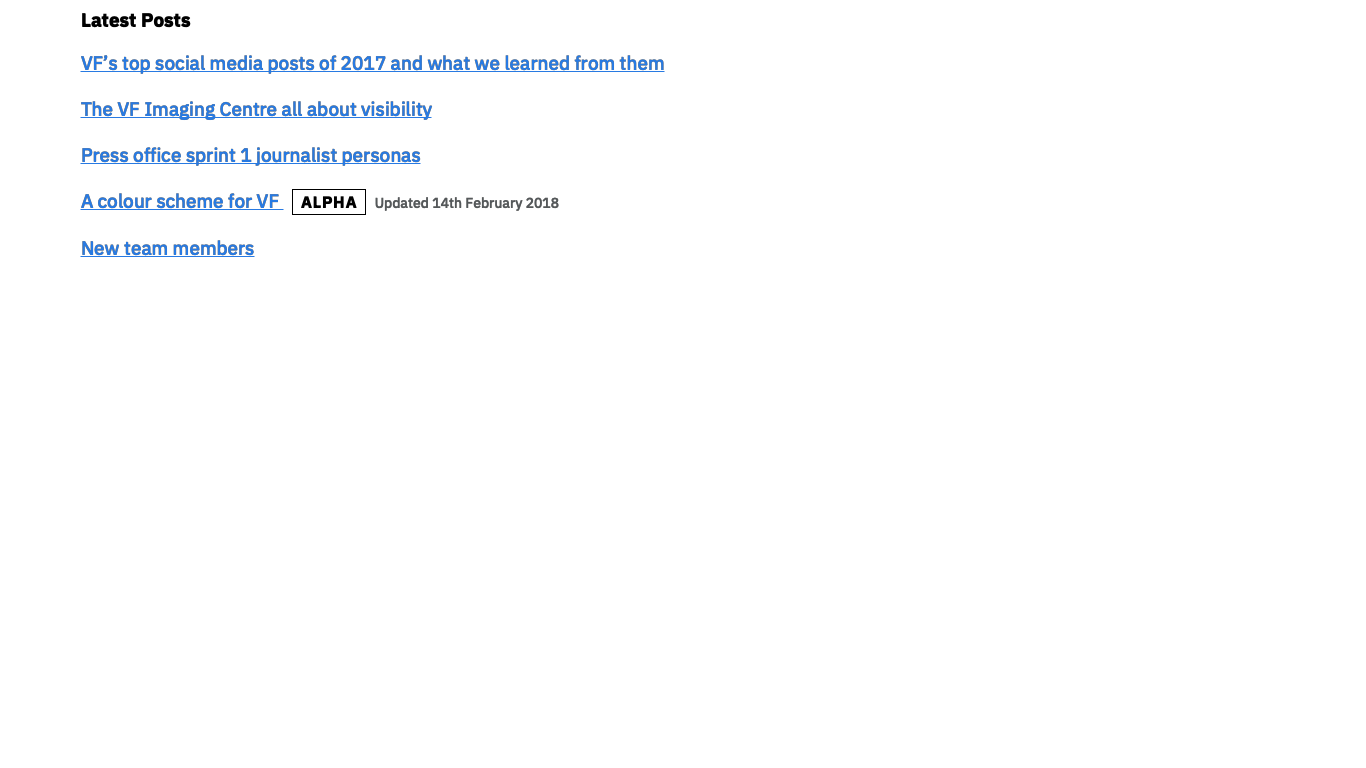 Latest Posts
VF’s top social media posts of 2017 and what we learned from them
The VF Imaging Centre all about visibility
Press office sprint 1 journalist personas
A colour scheme for VF ALPHA Updated 14th February 2018
New team members